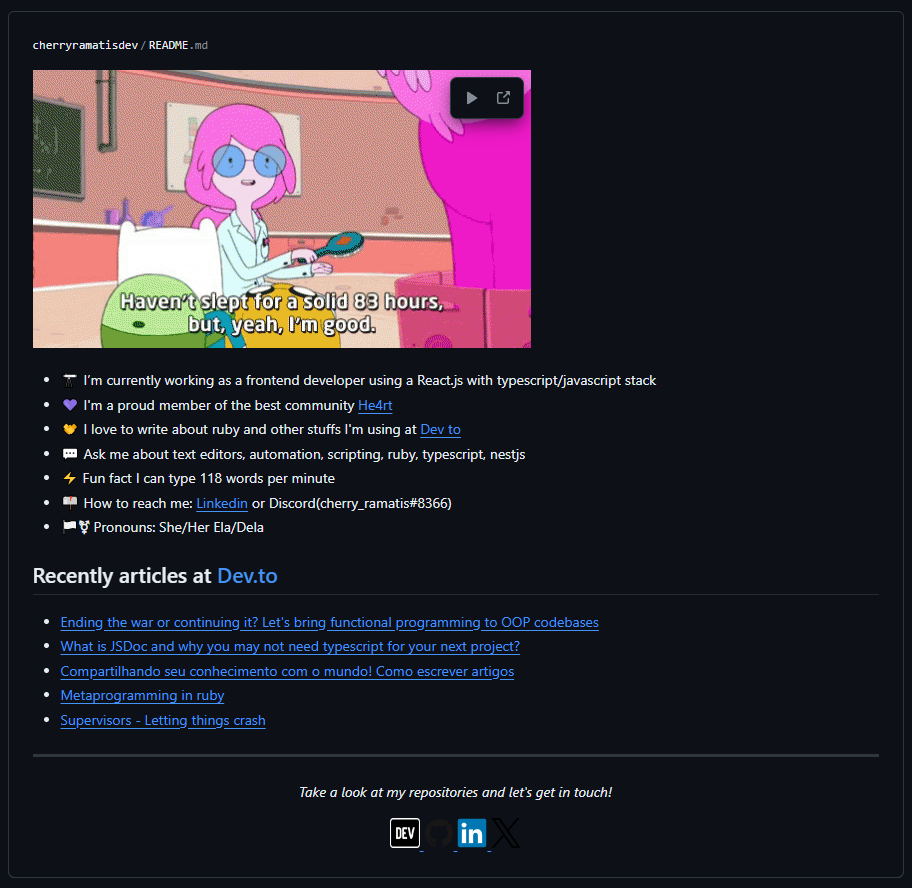 cherryramatisdev/README.md
Haven't slept for a solid 83 hours,
but, yeah, I'm good.
I'm currently working as a frontend developer using a React.js with typescript/javascript stack
I'm a proud member of the best community He4rt
I love to write about ruby and other stuffs I'm using at Dev to
Ask me about text editors, automation, scripting, ruby, typescript, nestjs
Fun fact I can type 118 words per minute
How to reach me: Linkedin or Discord(cherry_ramatis#8366)
Pronouns: She/Her Ela/Dela
Recently articles at Dev.to
Ending the war or continuing it? Let's bring functional programming to OOP codebases
What is JSDoc and why you may not need typescript for your next project?
Compartilhando seu conhecimento com o mundo! Como escrever artigos
Metaprogramming in ruby
Supervisors - Letting things crash
Take a look at my repositories and let's get in touch!
DEV in X